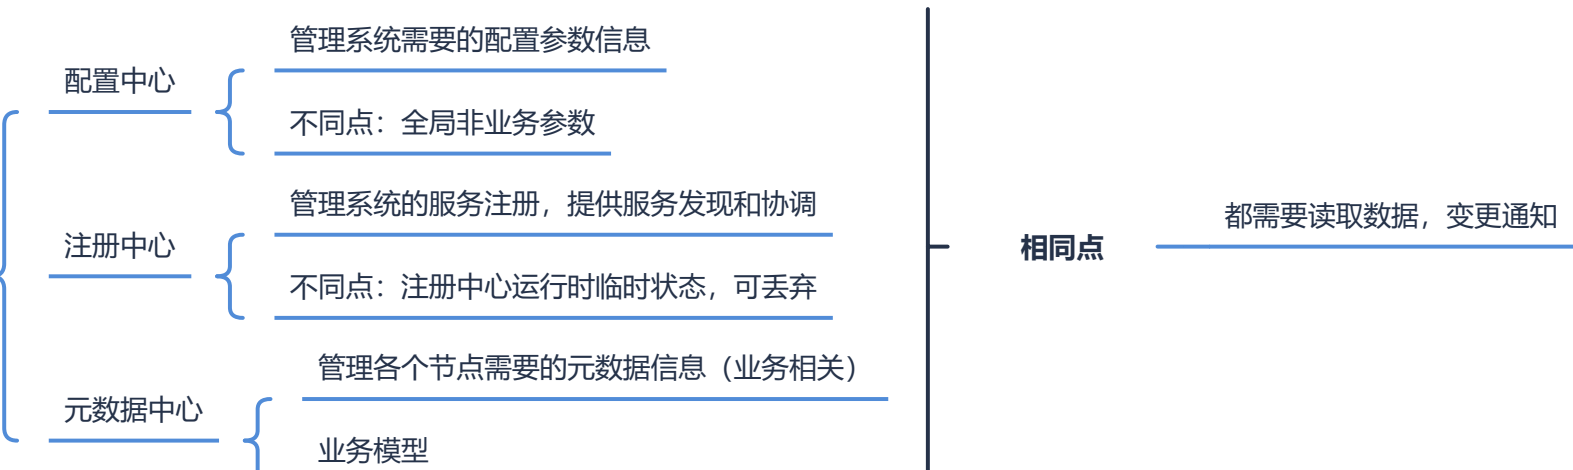 配置中心
管理系统需要的配置参数信息
不同点：全局非业务参数
注册中心
管理系统的服务注册，提供服务发现和协调
不同点：注册中心运行时临时状态，可丢弃
元数据中心
管理各个节点需要的元数据信息（业务相关）
业务模型
相同点
都需要读取数据，变更通知